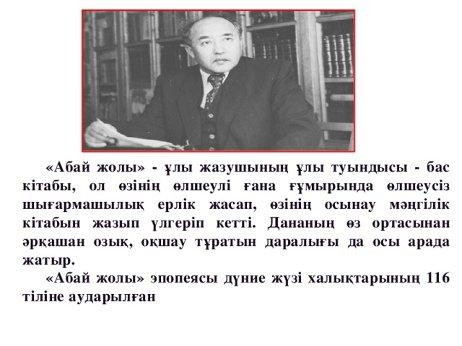 «Абай жолы» - ұлы жазушының ұлы туындысы - бас
кітабы, ол өзінің өлшеулі ғана ғұмырында өлшеусіз
шығармашылық ерлік жасап, өзінің осынау мәңгілік
кітабын жазып үлгеріп кетті. Дананың өз ортасынан
әрқашан озық, оқшау тұратын даралығы да осы арада
жатыр.
«Абай жолы» эпопеясы дүние жүзі халықтарының 116
тіліне аударылған